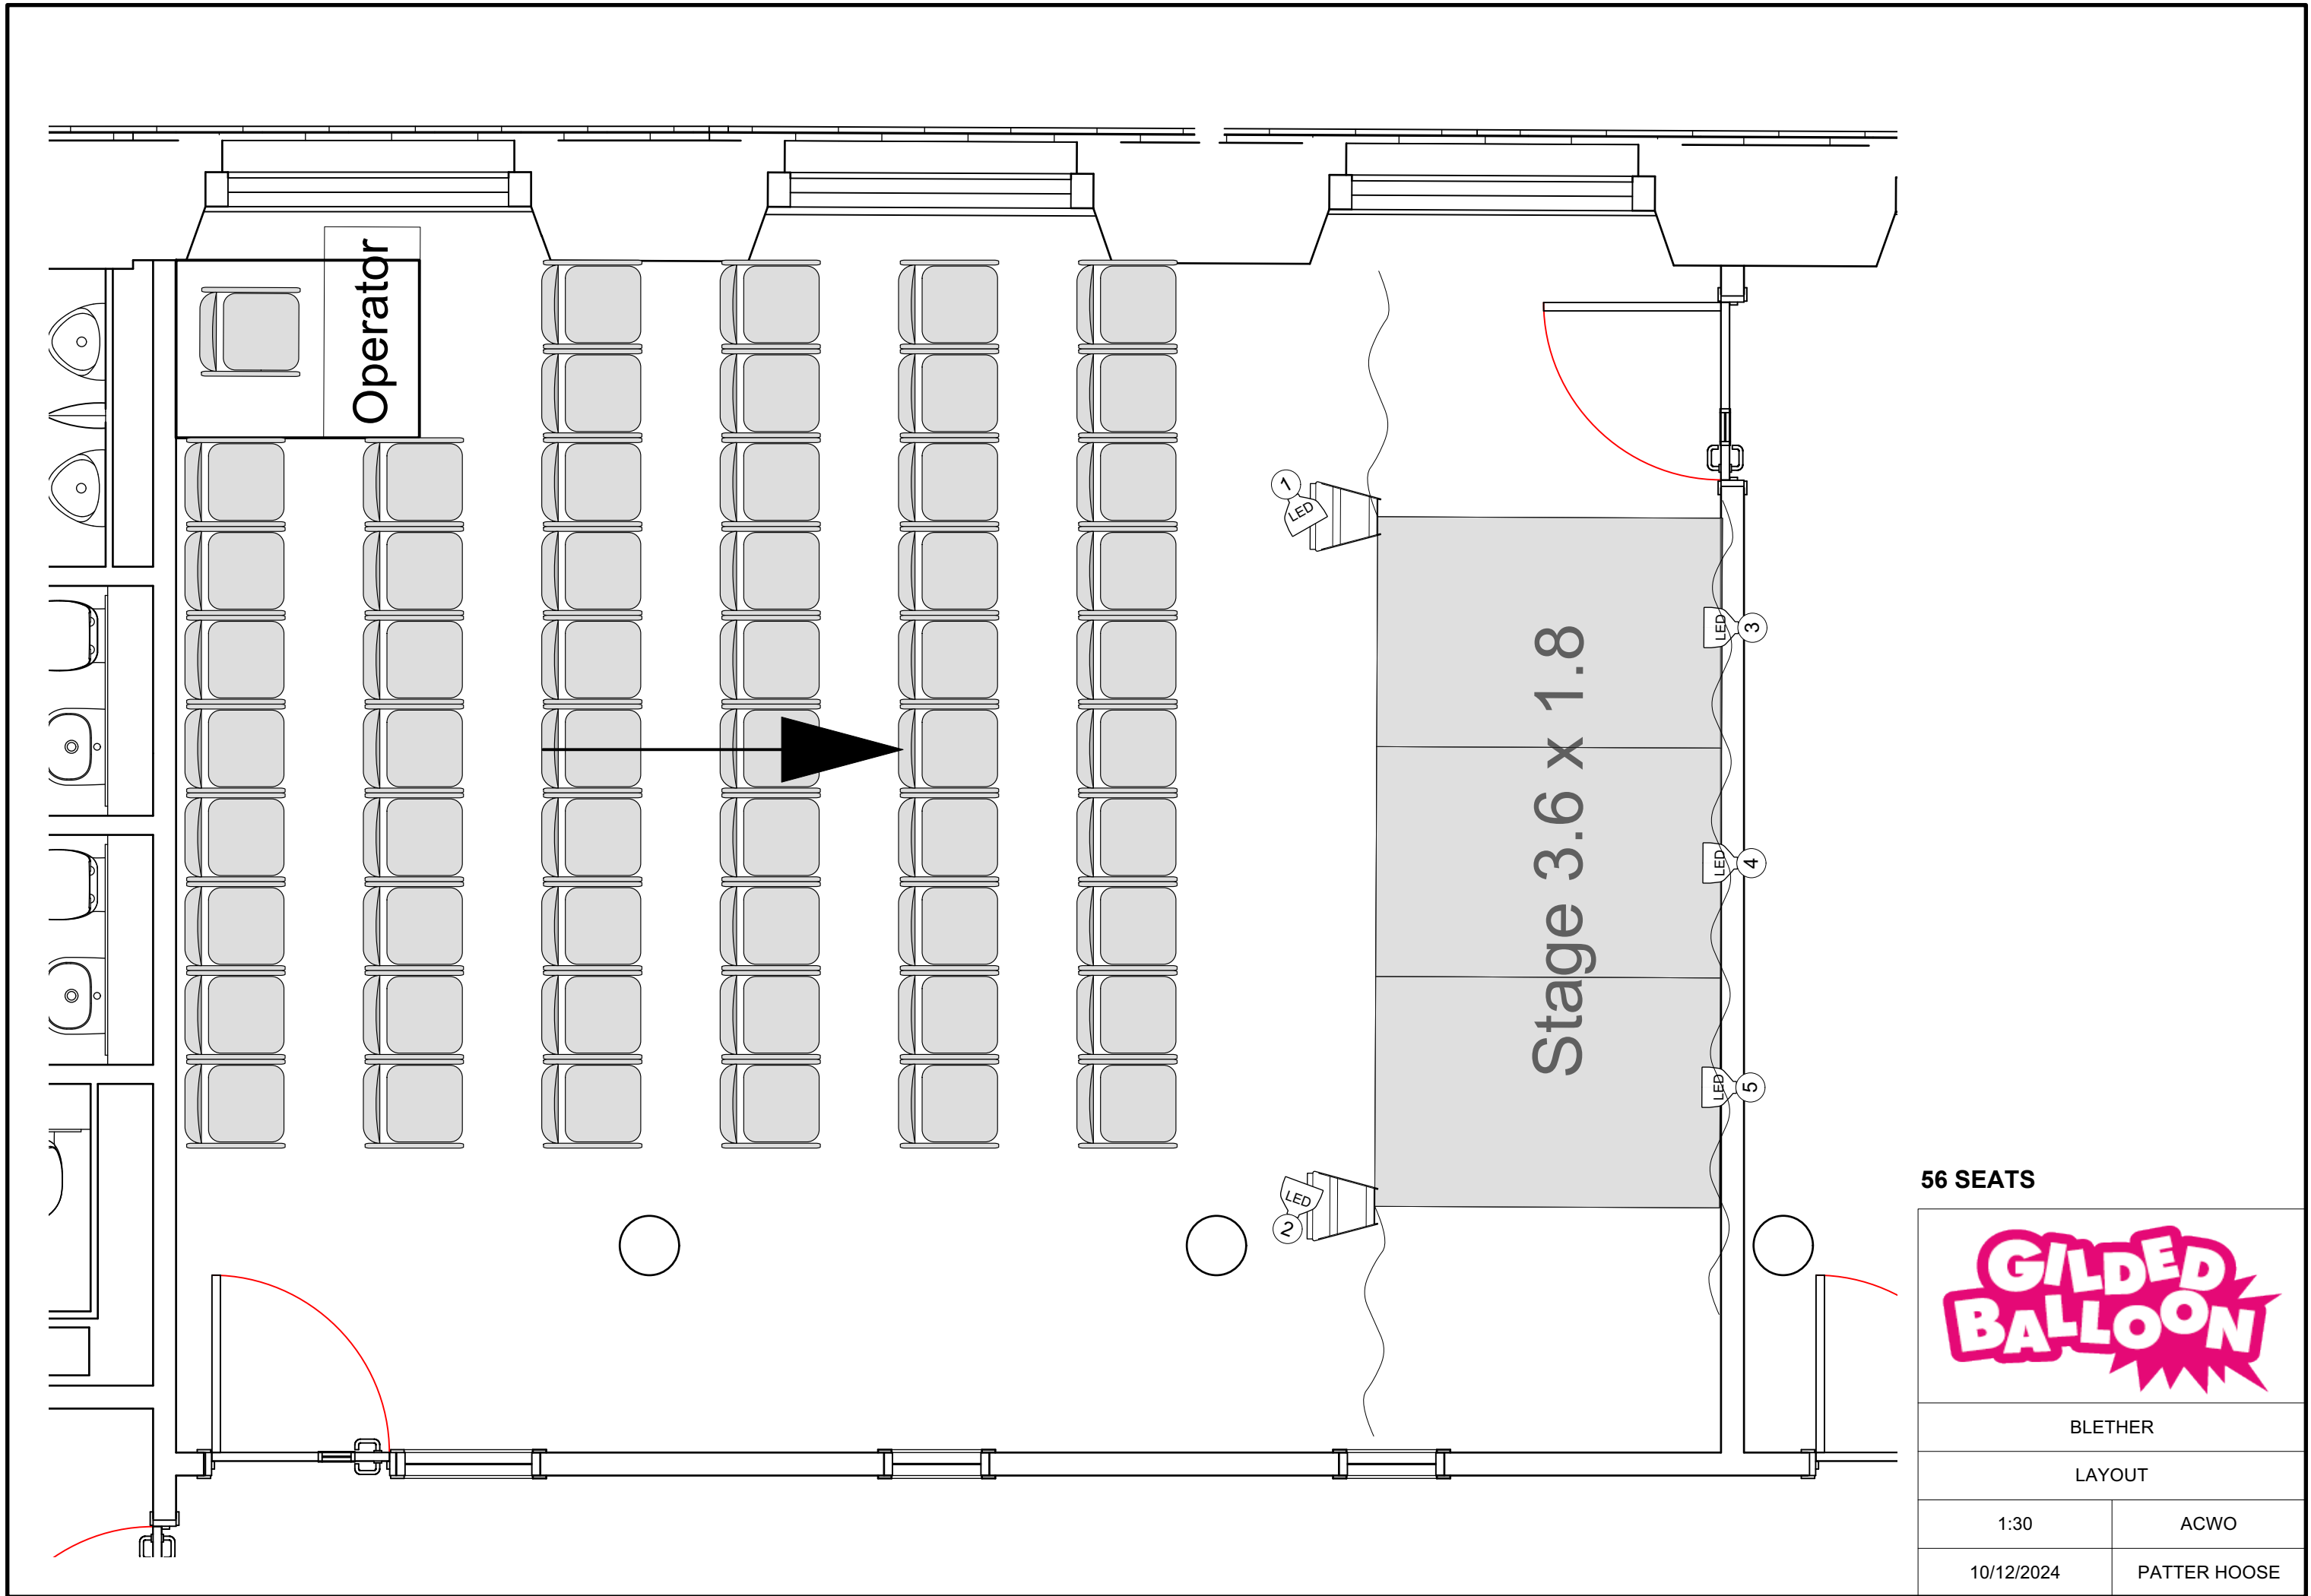 Operator
1
LED
Stage 3.6 x 1.8
LED
3
LED
4
LED
5
LED
2
56 SEATS
GILDED
BALLOON
BLETHER
LAYOUT
1:30
ACWO
10/12/2024
PATTER HOOSE